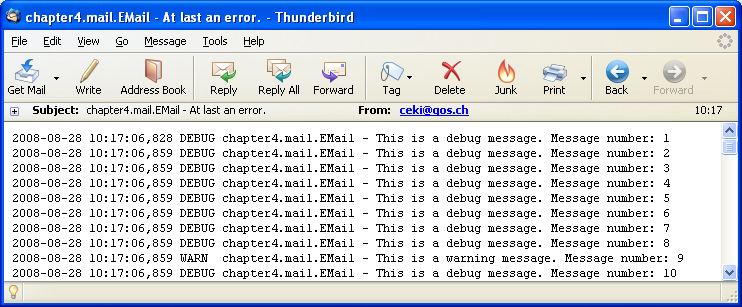 chapter4.mail.EMail - At last an error. - Thunderbird
File Edit View Go Message Tools Help
Get Mail Write Address Book Reply Reply All Forward Tag Delete Junk Print Back Forward
Subject: chapter4.mail.EMail - At last an error. From: ceki@qos.ch 10:17
2008-08-28 10:17:06,828 DEBUG chapter4.mail.EMail - This is a debug message. Message number: 1
2008-08-28 10:17:06,859 DEBUG chapter4.mail.EMail - This is a debug message. Message number: 2
2008-08-28 10:17:06,859 DEBUG chapter4.mail.EMail - This is a debug message. Message number: 3
2008-08-28 10:17:06,859 DEBUG chapter4.mail.EMail - This is a debug message. Message number: 4
2008-08-28 10:17:06,859 DEBUG chapter4.mail.EMail - This is a debug message. Message number: 5
2008-08-28 10:17:06,859 DEBUG chapter4.mail.EMail - This is a debug message. Message number: 6
2008-08-28 10:17:06,859 DEBUG chapter4.mail.EMail - This is a debug message. Message number: 7
2008-08-28 10:17:06,859 DEBUG chapter4.mail.EMail - This is a debug message. Message number: 8
2008-08-28 10:17:06,859 WARN  chapter4.mail.EMail - This is a warning message. Message number: 9
2008-08-28 10:17:06,859 DEBUG chapter4.mail.EMail - This is a debug message. Message number: 10